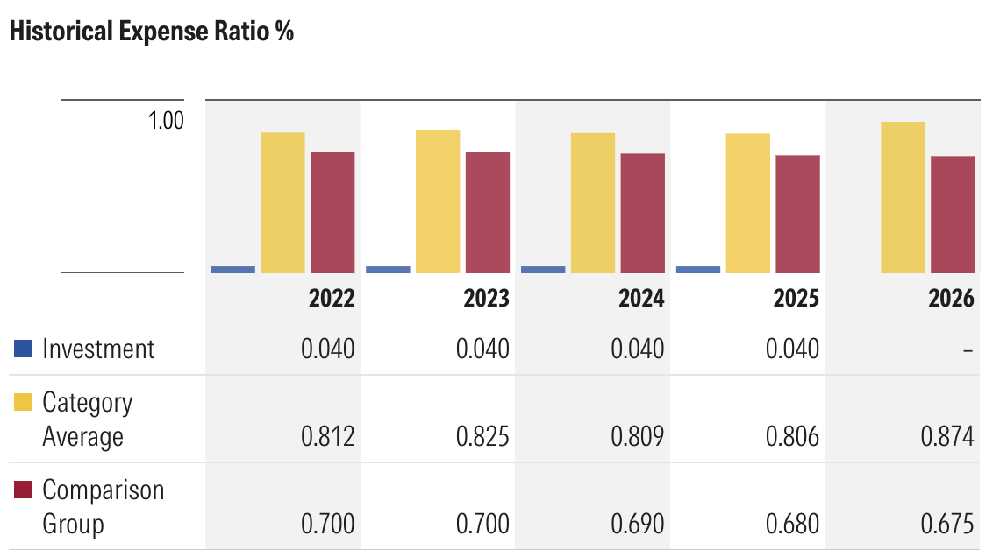 Historical Expense Ratio %
1.00
2022 2023 2024 2025 2026
Investment 0.040 0.040 0.040 0.040 –
Category
Average 0.812 0.825 0.809 0.806 0.874
Comparison
Group 0.700 0.700 0.690 0.680 0.675